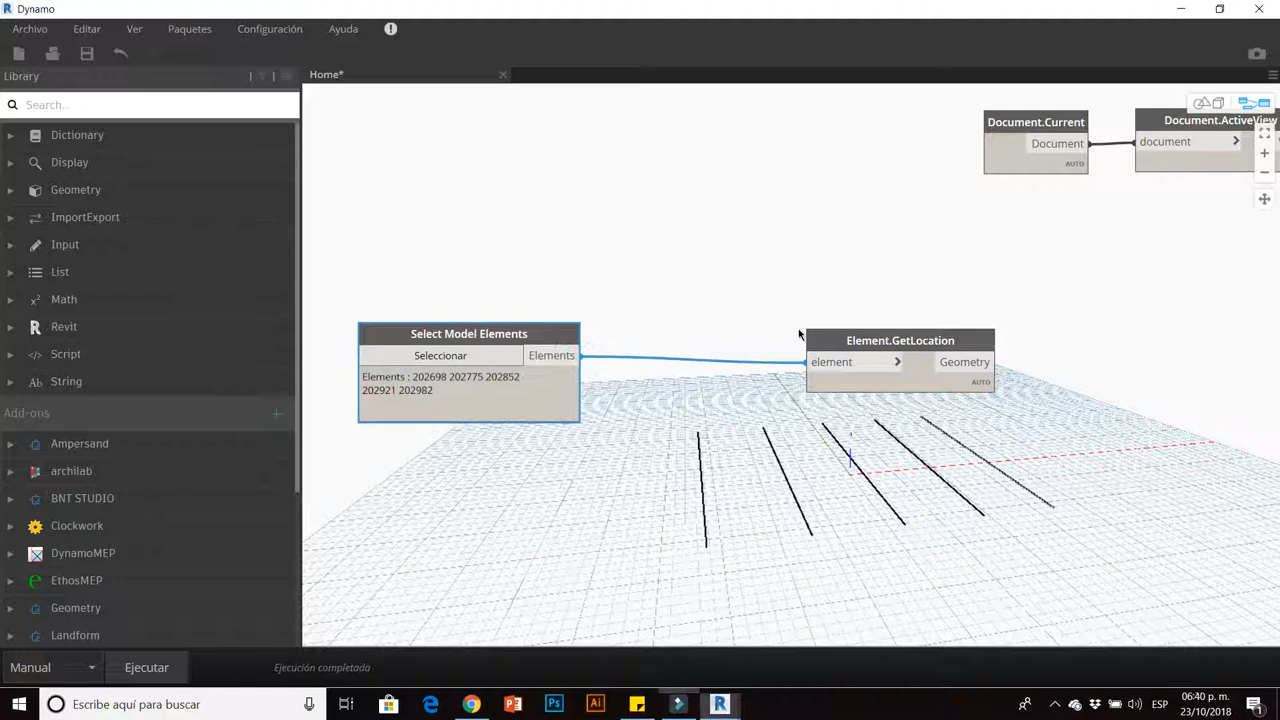 Dynamo
Archivo Editar Ver Paquetes Configuración Ayuda
Library
Home*
Search...
Dictionary
Display
Geometry
ImportExport
Input
List
Math
Revit
Script
String
Add-ons
Ampersand
archilab
BNT STUDIO
Clockwork
DynamoMEP
EthosMEP
Geometry
Landform
Document.Current
Document
AUTO
Document.ActiveView
document
Select Model Elements
Seleccionar Elements
Elements : 202698 202775 202852
202921 202982
Element.GetLocation
element Geometry
AUTO
Manual Ejecutar Ejecución completada
Escribe aquí para buscar
ESP
06:40 p. m.
23/10/2018